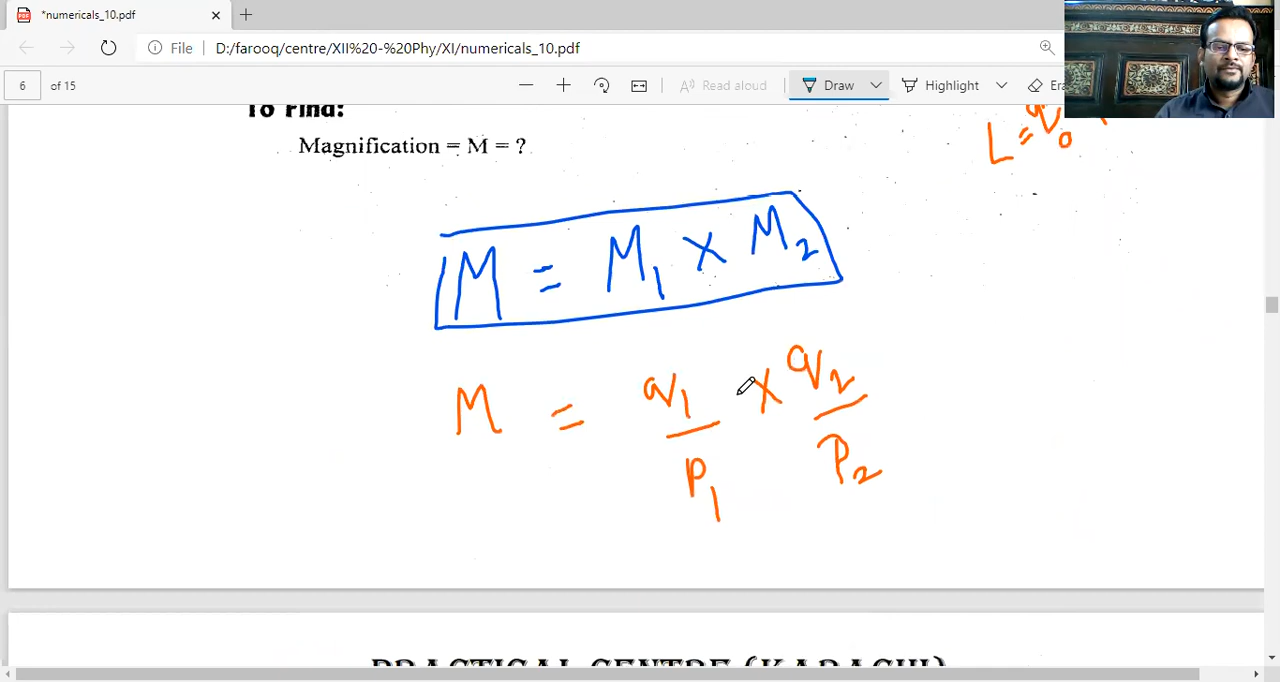 *numericals_10.pdf
File D:/farooq/centre/XII%20-%20Phy/XI/numericals_10.pdf
6 of 15 Read aloud Draw Highlight
To Find:
Magnification = M = ?
M = M1 X M2
M = q1/P1 X q2/P2
PRACTICAL CENTRE (KARACHI)